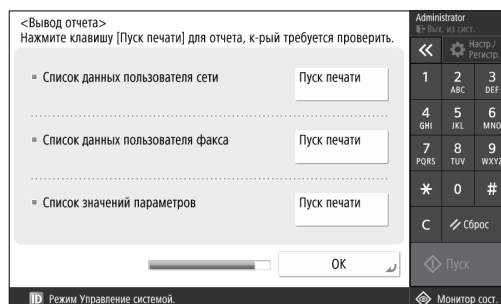 <Вывод отчета>
Нажмите клавишу [Пуск печати] для отчета, к-рый требуется проверить.
Список данных пользователя сети
Пуск печати
Список данных пользователя факса
Пуск печати
Список значений параметров
Пуск печати
OK
ID Режим Управление системой.
Administrator
Вых. из сист.
Настр./
Регистр.
1 2 3
ABC DEF
4 5 6
GHI JKL MNO
7 8 9
PQRS TUV WXYZ
* 0 #
C Сброс
Пуск
Монитор сост.